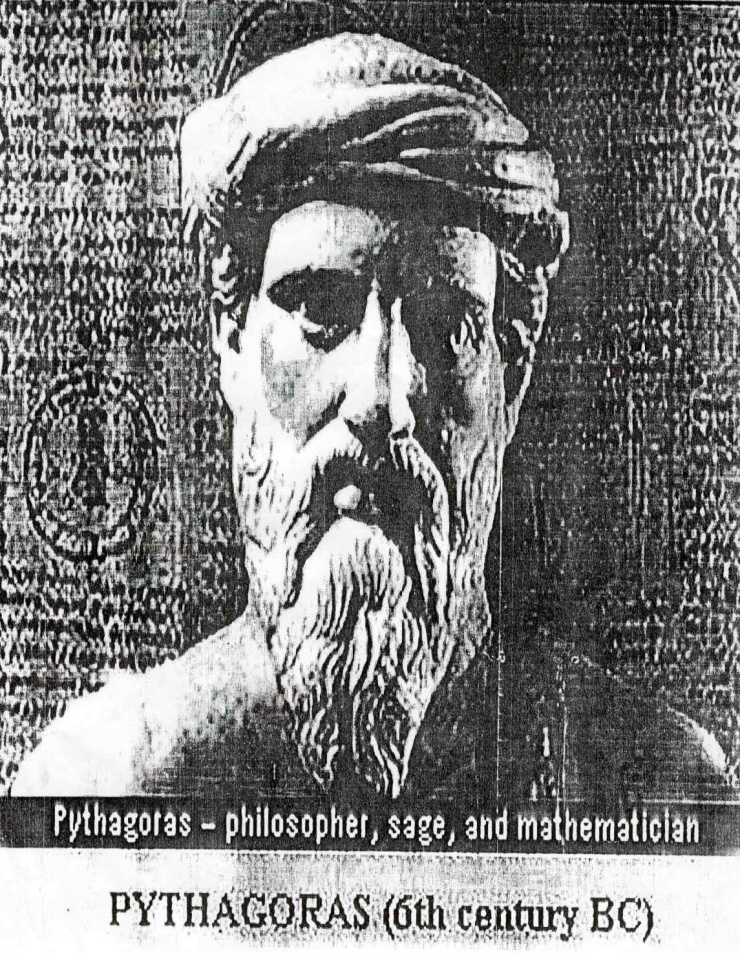 Pythagoras – philosopher, sage, and mathematician
PYTHAGORAS (6th century BC)